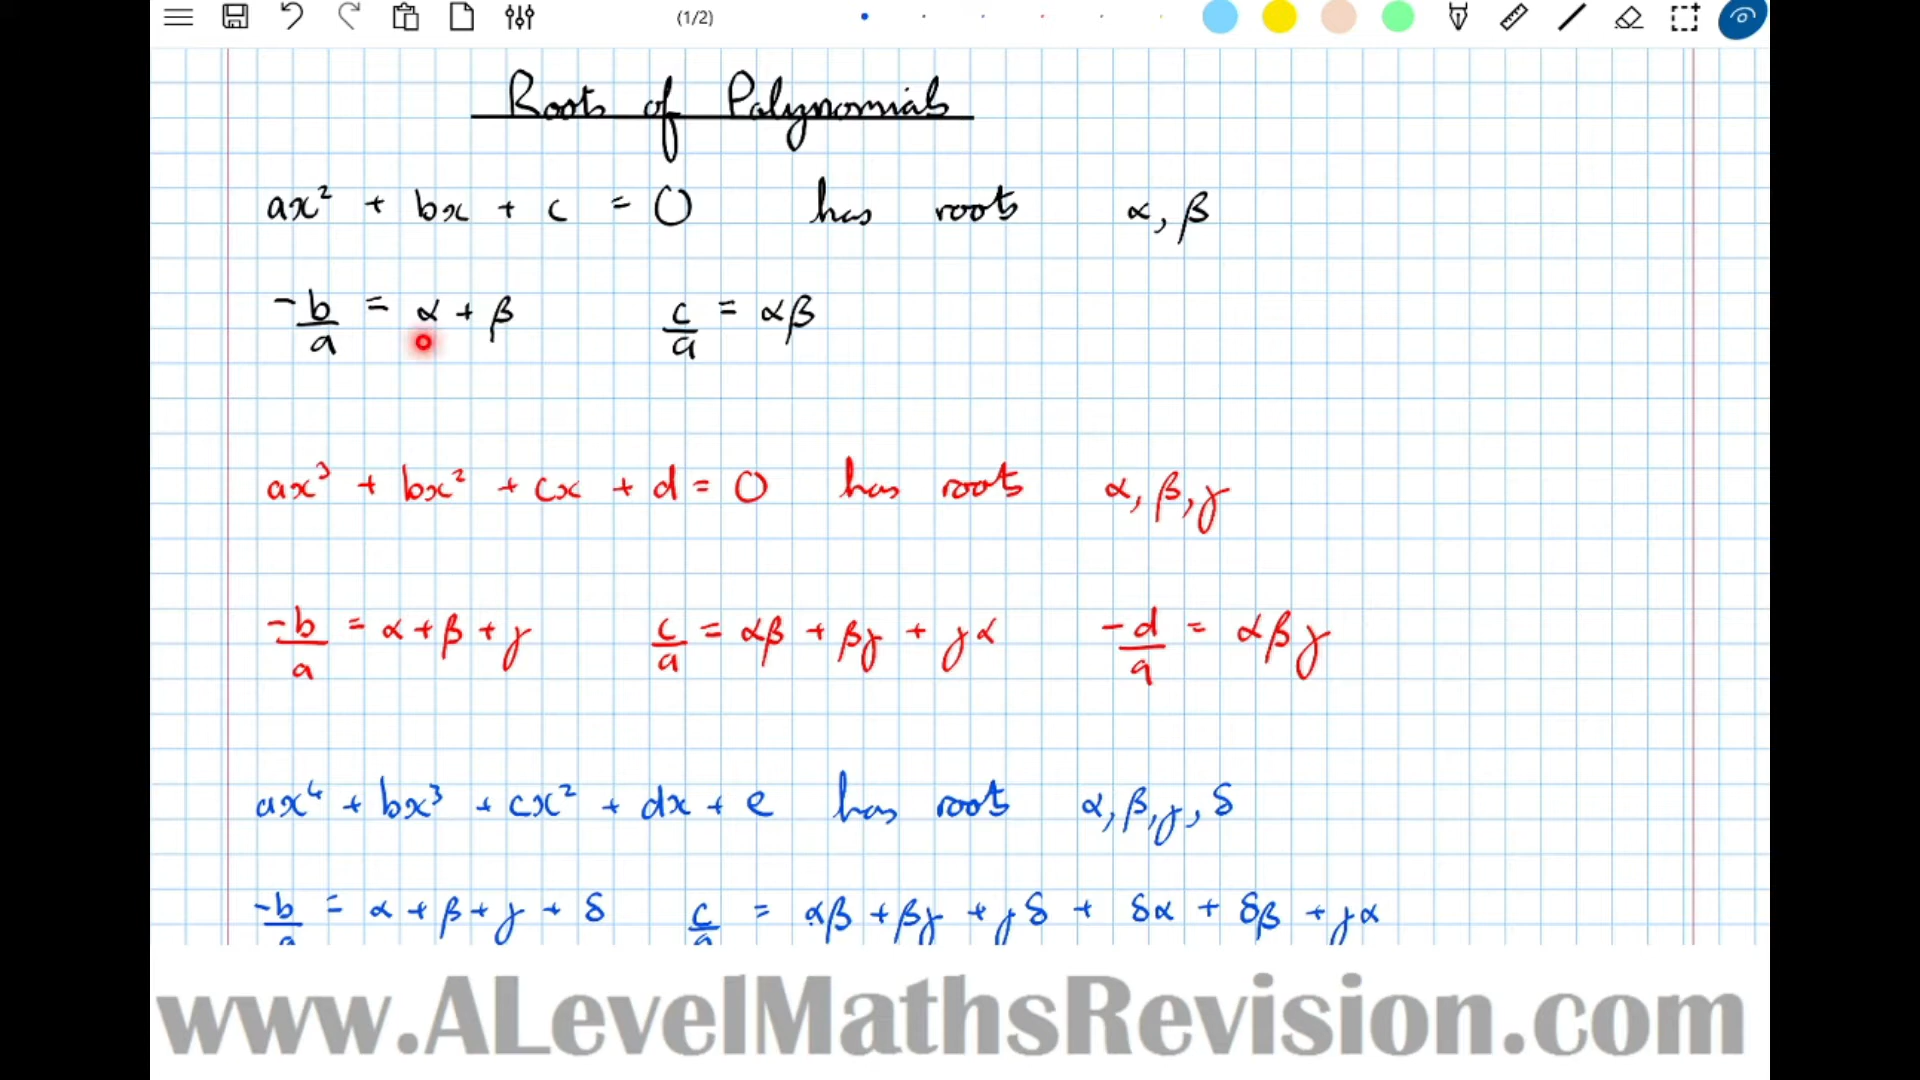 (1/2)
Roots of Polynomials
ax² + bx + c = 0 has roots α, β
-b/a = α + β c/a = αβ
ax³ + bx² + cx + d = 0 has roots α, β, γ
-b/a = α + β + γ c/a = αβ + βγ + γα -d/a = αβγ
ax⁴ + bx³ + cx² + dx + e has roots α, β, γ, δ
-b/a = α + β + γ + δ c/a = αβ + βγ + γδ + δα + δβ + γα
www.ALevelMathsRevision.com